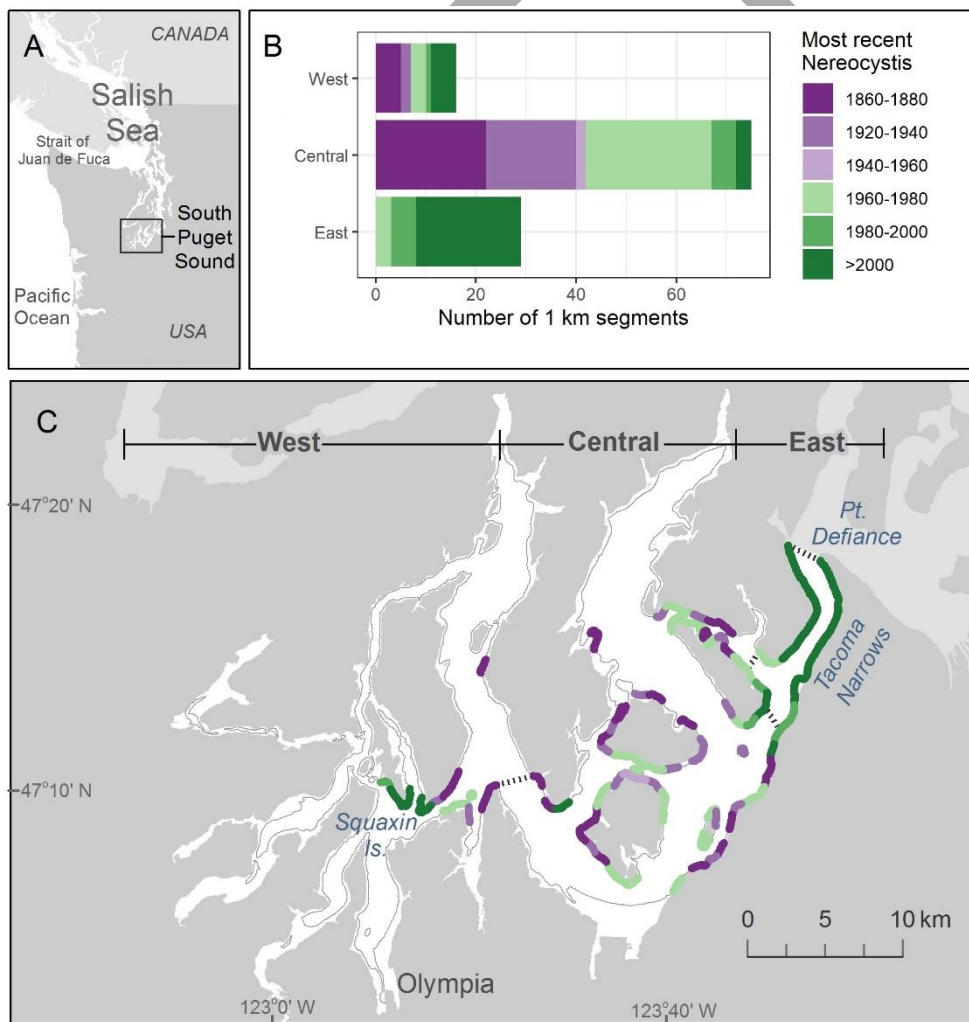 A
CANADA
Salish
Sea
Strait of
Juan de Fuca
South
Puget
Sound
Pacific
Ocean
USA
B
West
Central
East
0
20
40
60
Number of 1 km segments
Most recent
Nereocystis
1860-1880
1920-1940
1940-1960
1960-1980
1980-2000
>2000
C
West
Central
East
47°20' N
Pt.
Defiance
Tacoma
Narrows
47°10' N
Squaxin
Is.
0 5 10 km
Olympia
123°0' W
123°40' W